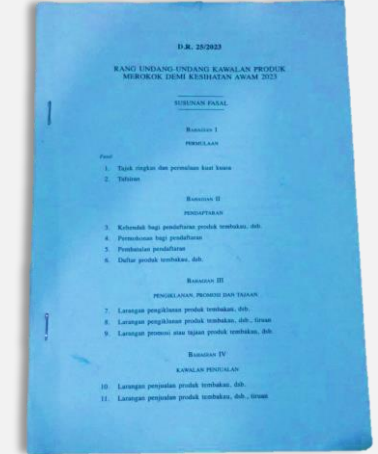 D.R. 25/2023
RANG UNDANG-UNDANG KAWALAN PRODUK
MEROKOK DEMI KESIHATAN AWAM 2023
SUSUNAN FASAL
BAHAGIAN I
PERMULAAN
Fasal
1. Tajuk ringkas dan permulaan kuat kuasa
2. Tafsiran
BAHAGIAN II
PENDAFTARAN
3. Kehendak bagi pendaftaran produk tembakau, dsb.
4. Permohonan bagi pendaftaran
5. Pembatalan pendaftaran
6. Daftar produk tembakau, dsb.
BAHAGIAN III
PENGIKLANAN, PROMOSI DAN TAJAAN
7. Larangan pengiklanan produk tembakau, dsb.
8. Larangan pengiklanan produk tembakau, dsb., tiruan
9. Larangan promosi atau tajaan produk tembakau, dsb.
BAHAGIAN IV
KAWALAN PENJUALAN
10. Larangan penjualan produk tembakau, dsb.
11. Larangan penjualan produk tembakau, dsb., tiruan